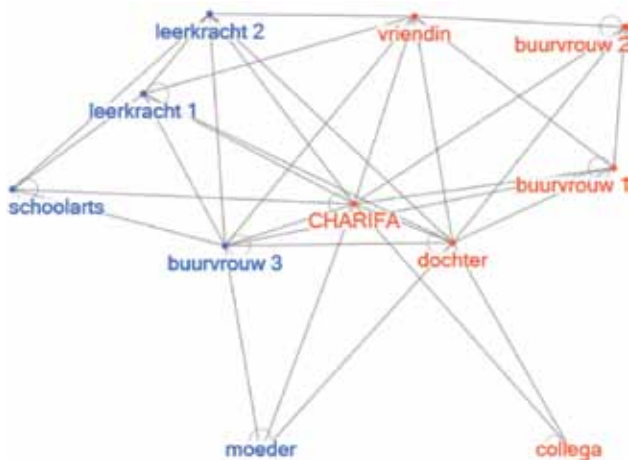 leerkracht 2
vriendin
buurvrouw 2
leerkracht 1
buurvrouw 1
schoolarts
CHARIFA
buurvrouw 3
dochter
moeder
collega